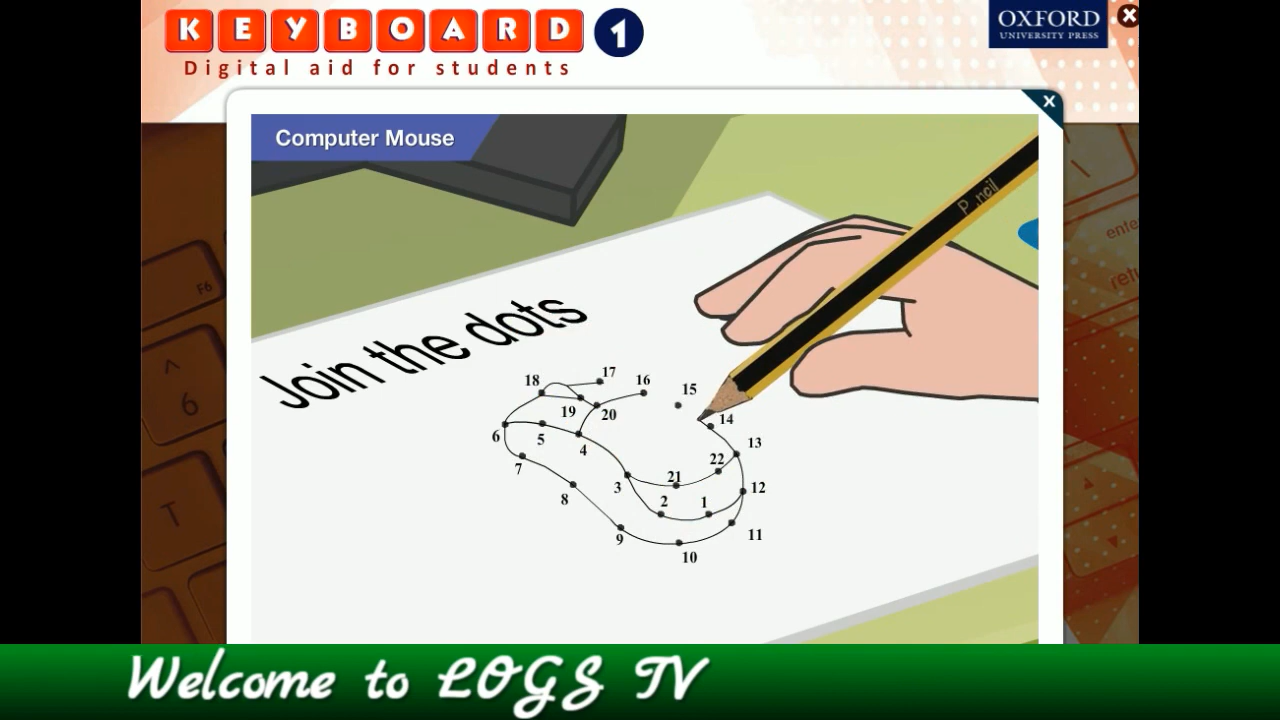 KEYBOARD 1
Digital aid for students
OXFORD
UNIVERSITY PRESS
X
X
Computer Mouse
Join the dots
17
18
16
15
19
20
14
6
5
4
13
7
22
21
3
12
8
2
1
9
11
10
F6
^
6
T
\
Welcome to LOGS TV